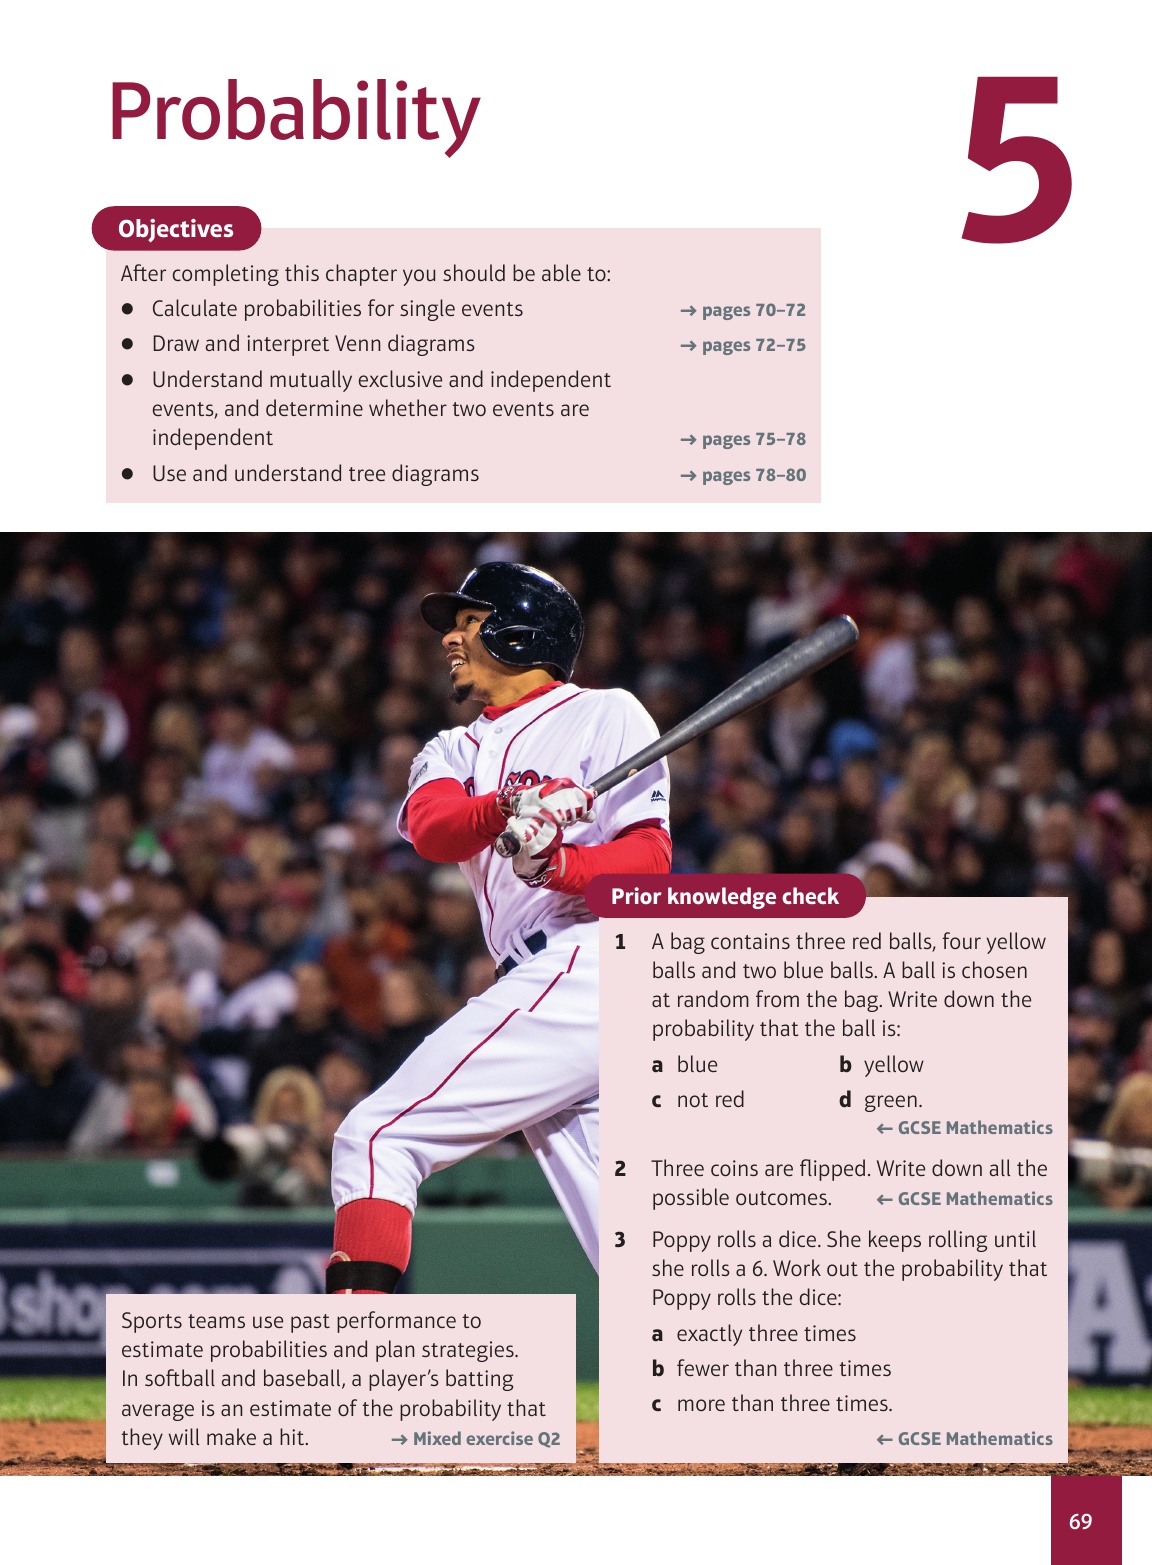 Probability
5
Objectives
After completing this chapter you should be able to:
● Calculate probabilities for single events → pages 70–72
● Draw and interpret Venn diagrams → pages 72–75
● Understand mutually exclusive and independent
events, and determine whether two events are
independent → pages 75–78
● Use and understand tree diagrams → pages 78–80
Prior knowledge check
1 A bag contains three red balls, four yellow
balls and two blue balls. A ball is chosen
at random from the bag. Write down the
probability that the ball is:
a blue b yellow
c not red d green.
← GCSE Mathematics
2 Three coins are flipped. Write down all the
possible outcomes. ← GCSE Mathematics
3 Poppy rolls a dice. She keeps rolling until
she rolls a 6. Work out the probability that
Poppy rolls the dice:
a exactly three times
b fewer than three times
c more than three times.
← GCSE Mathematics
shop.com
Sports teams use past performance to
estimate probabilities and plan strategies.
In softball and baseball, a player's batting
average is an estimate of the probability that
they will make a hit. → Mixed exercise Q2
69